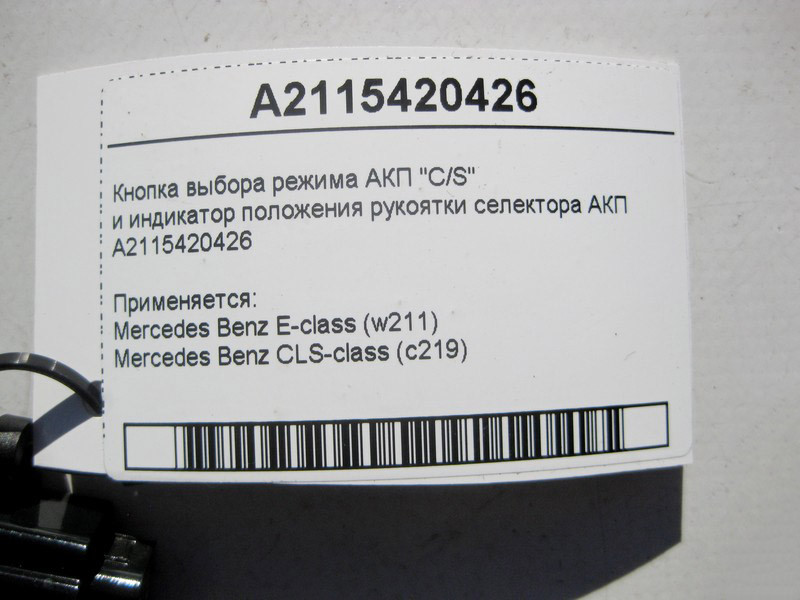 A2115420426
Кнопка выбора режима АКП "C/S"
и индикатор положения рукоятки селектора АКП
A2115420426
Применяется:
Mercedes Benz E-class (w211)
Mercedes Benz CLS-class (c219)